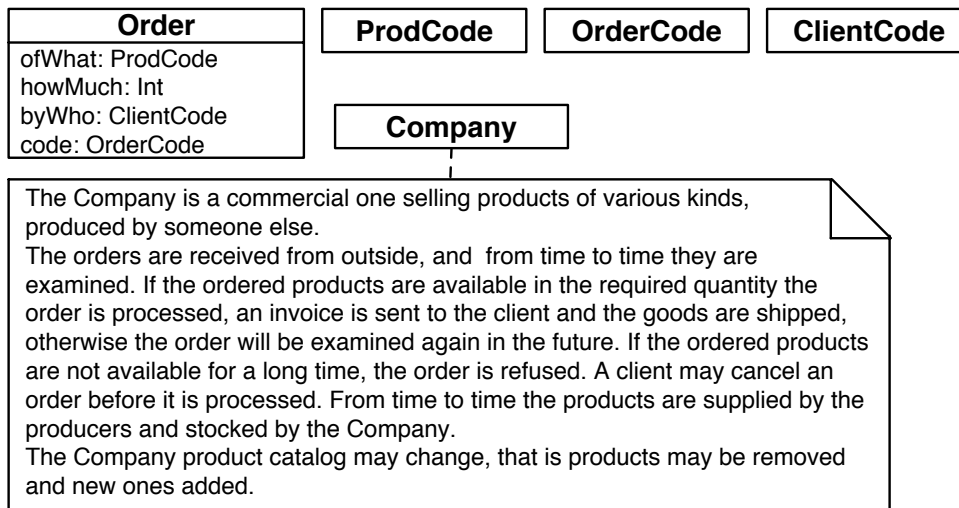 Order
ofWhat: ProdCode
howMuch: Int
byWho: ClientCode
code: OrderCode
ProdCode
OrderCode
ClientCode
Company
The Company is a commercial one selling products of various kinds,
produced by someone else.
The orders are received from outside, and from time to time they are
examined. If the ordered products are available in the required quantity the
order is processed, an invoice is sent to the client and the goods are shipped,
otherwise the order will be examined again in the future. If the ordered products
are not available for a long time, the order is refused. A client may cancel an
order before it is processed. From time to time the products are supplied by the
producers and stocked by the Company.
The Company product catalog may change, that is products may be removed
and new ones added.